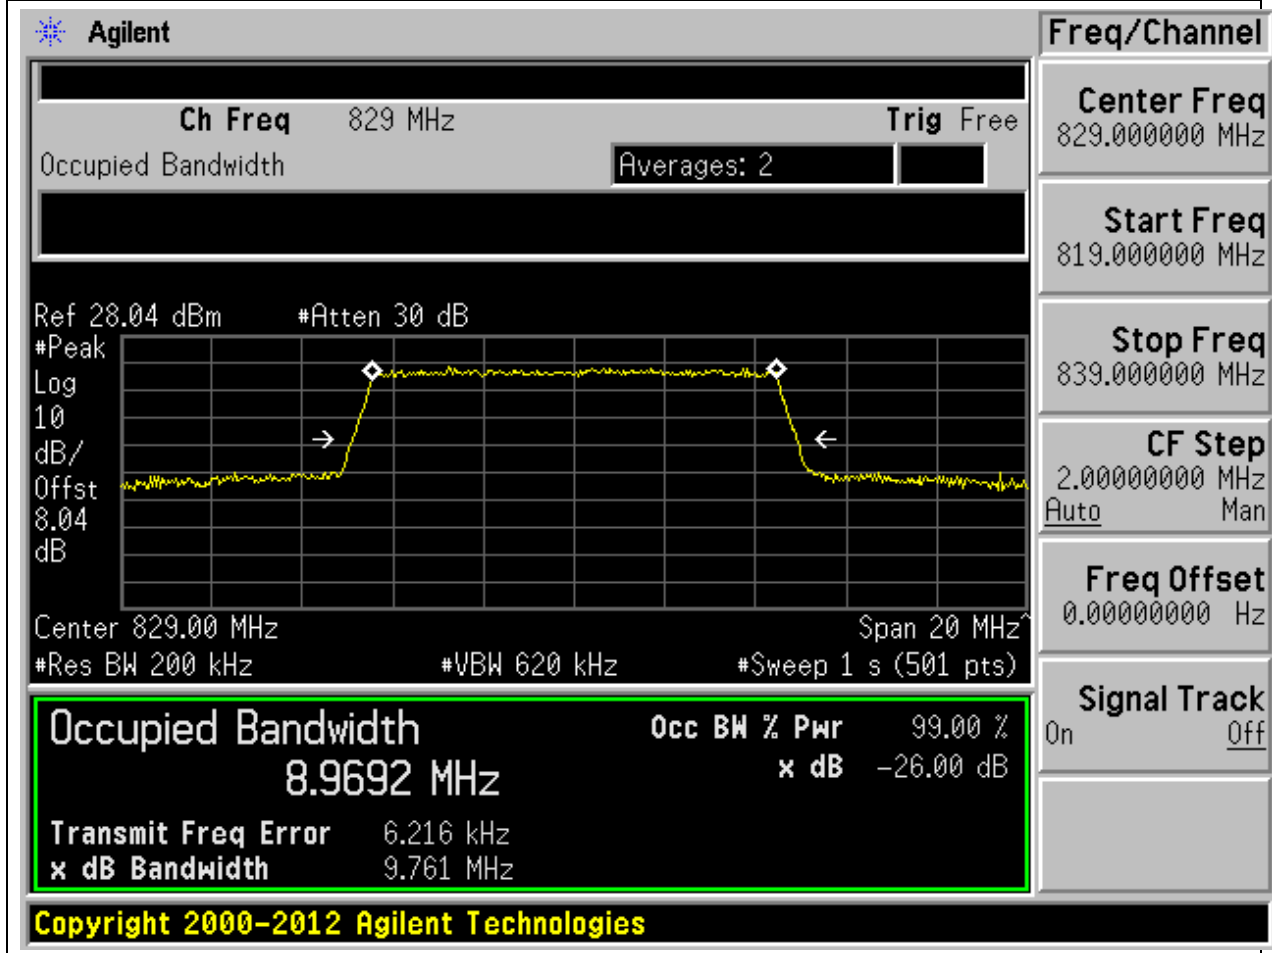 Agilent
Freq/Channel
Ch Freq 829 MHz Trig Free
Occupied Bandwidth Averages: 2
Ref 28.04 dBm #Atten 30 dB
#Peak
Log
10
dB/
Offst
8.04
dB
Center 829.00 MHz Span 20 MHz^
#Res BW 200 kHz #VBW 620 kHz #Sweep 1 s (501 pts)
Occupied Bandwidth
8.9692 MHz
Occ BW % Pwr 99.00 %
x dB -26.00 dB
Transmit Freq Error 6.216 kHz
x dB Bandwidth 9.761 MHz
Center Freq
829.000000 MHz
Start Freq
819.000000 MHz
Stop Freq
839.000000 MHz
CF Step
2.00000000 MHz
Auto Man
Freq Offset
0.00000000 Hz
Signal Track
On Off
Copyright 2000-2012 Agilent Technologies